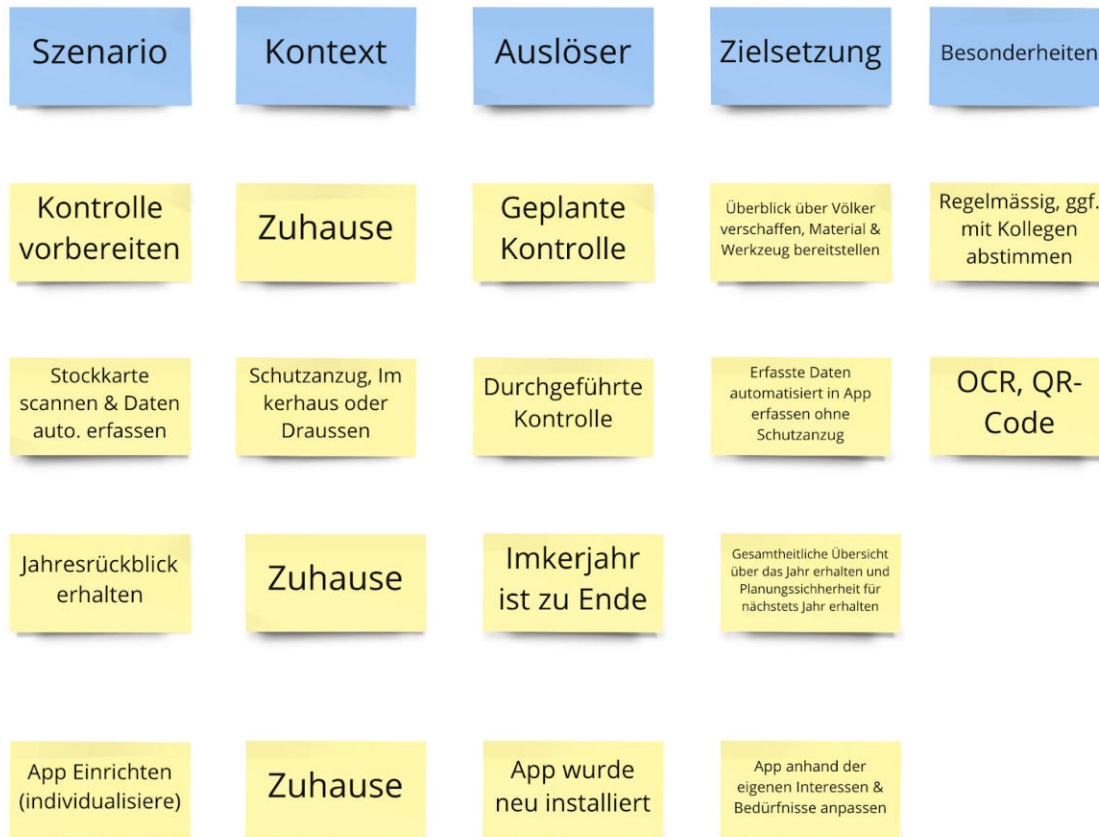 Szenario
Kontext
Auslöser
Zielsetzung
Besonderheiten
Kontrolle
vorbereiten
Zuhause
Geplante
Kontrolle
Überblick über Völker
verschaffen, Material &
Werkzeug bereitstellen
Regelmässig, ggf.
mit Kollegen
abstimmen
Stockkarte
scannen & Daten
auto. erfassen
Schutzanzug, Im
kerhaus oder
Draussen
Durchgeführte
Kontrolle
Erfasste Daten
automatisiert in App
erfassen ohne
Schutzanzug
OCR, QR-
Code
Jahresrückblick
erhalten
Zuhause
Imkerjahr
ist zu Ende
Gesamtheitliche Übersicht
über das Jahr erhalten und
Planungssichherheit für
nächstets Jahr erhalten
App Einrichten
(individualisiere)
Zuhause
App wurde
neu installiert
App anhand der
eigenen Interessen &
Bedürfnisse anpassen